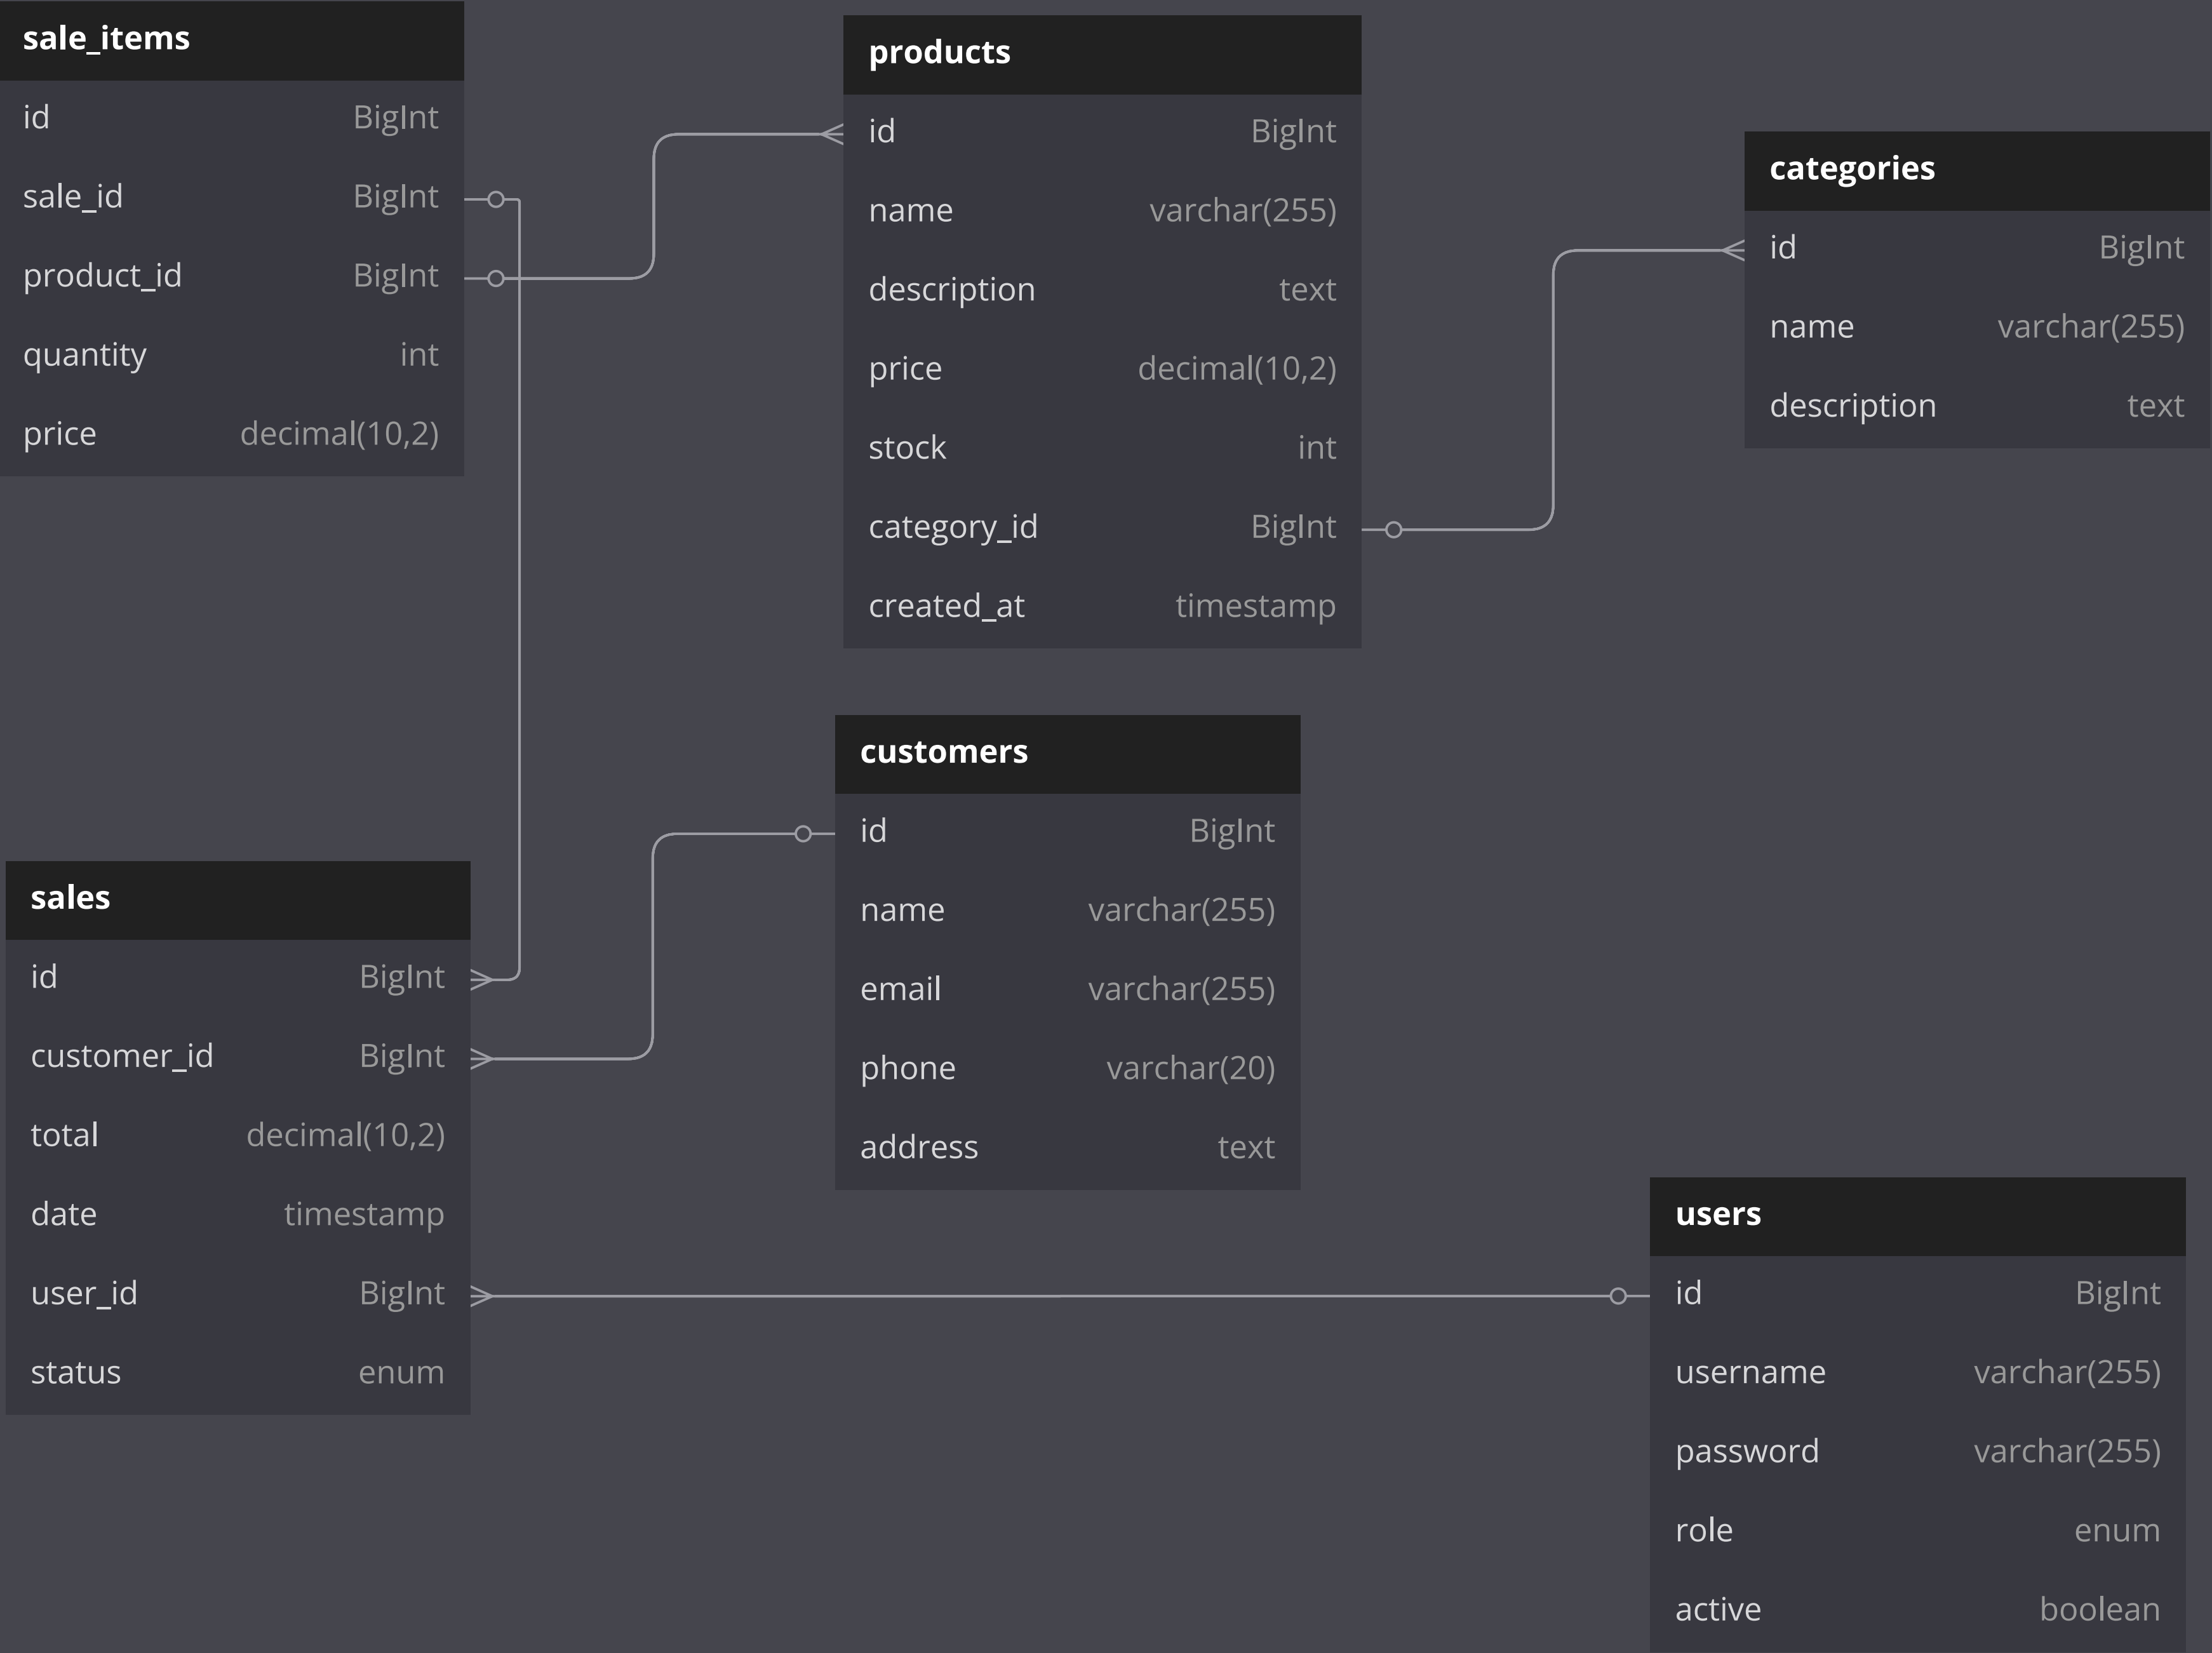 sale_items
id BigInt
sale_id BigInt
product_id BigInt
quantity int
price decimal(10,2)
products
id BigInt
name varchar(255)
description text
price decimal(10,2)
stock int
category_id BigInt
created_at timestamp
categories
id BigInt
name varchar(255)
description text
customers
id BigInt
name varchar(255)
email varchar(255)
phone varchar(20)
address text
sales
id BigInt
customer_id BigInt
total decimal(10,2)
date timestamp
user_id BigInt
status enum
users
id BigInt
username varchar(255)
password varchar(255)
role enum
active boolean